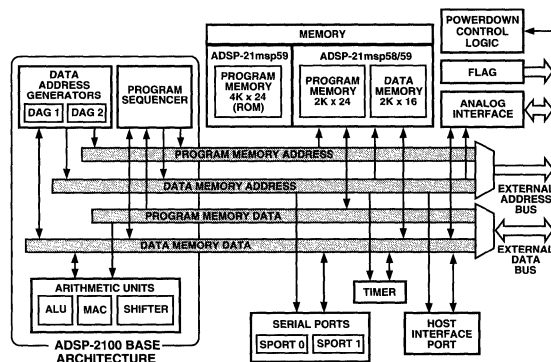 MEMORY
ADSP-21msp59
ADSP-21msp58/59
PROGRAM
MEMORY
4K x 24
(ROM)
PROGRAM
MEMORY
2K x 24
DATA
MEMORY
2K x 16
POWERDOWN
CONTROL
LOGIC
FLAG
ANALOG
INTERFACE
DATA
ADDRESS
GENERATORS
DAG 1
DAG 2
PROGRAM
SEQUENCER
PROGRAM MEMORY ADDRESS
DATA MEMORY ADDRESS
PROGRAM MEMORY DATA
DATA MEMORY DATA
EXTERNAL
ADDRESS
BUS
EXTERNAL
DATA
BUS
ARITHMETIC UNITS
ALU
MAC
SHIFTER
ADSP-2100 BASE
ARCHITECTURE
SERIAL PORTS
SPORT 0
SPORT 1
TIMER
HOST
INTERFACE
PORT